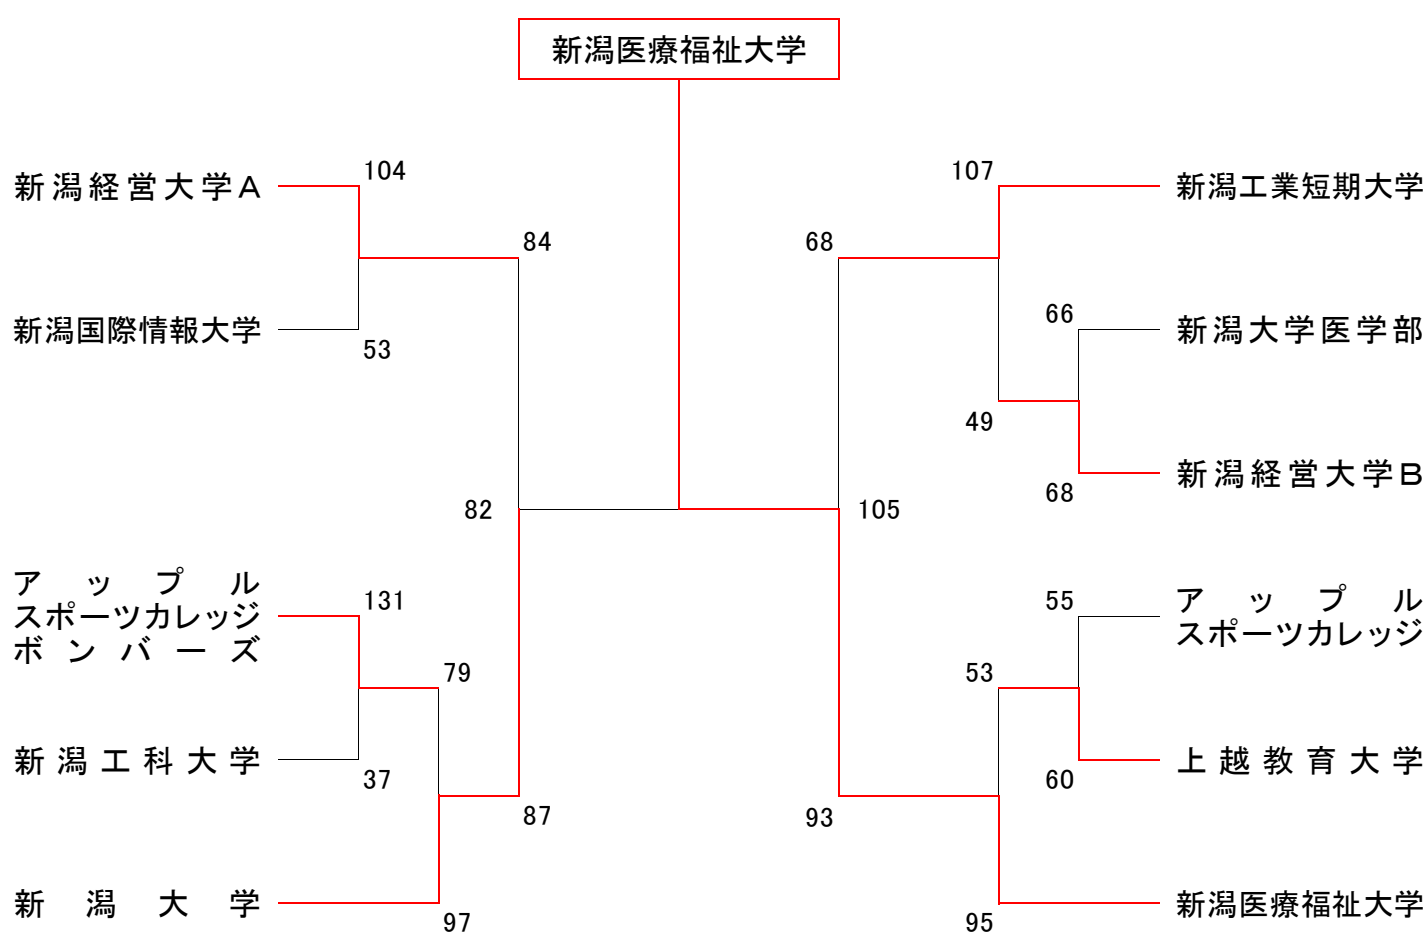 新潟医療福祉大学
104
107
新潟経営大学A
新潟工業短期大学
84
68
66
新潟国際情報大学
新潟大学医学部
53
49
新潟経営大学B
68
82
105
アップル
スポーツカレッジ
ボンバーズ
131
55
アップル
スポーツカレッジ
79
53
新潟工科大学
上越教育大学
37
60
87
93
新潟大学
新潟医療福祉大学
97
95